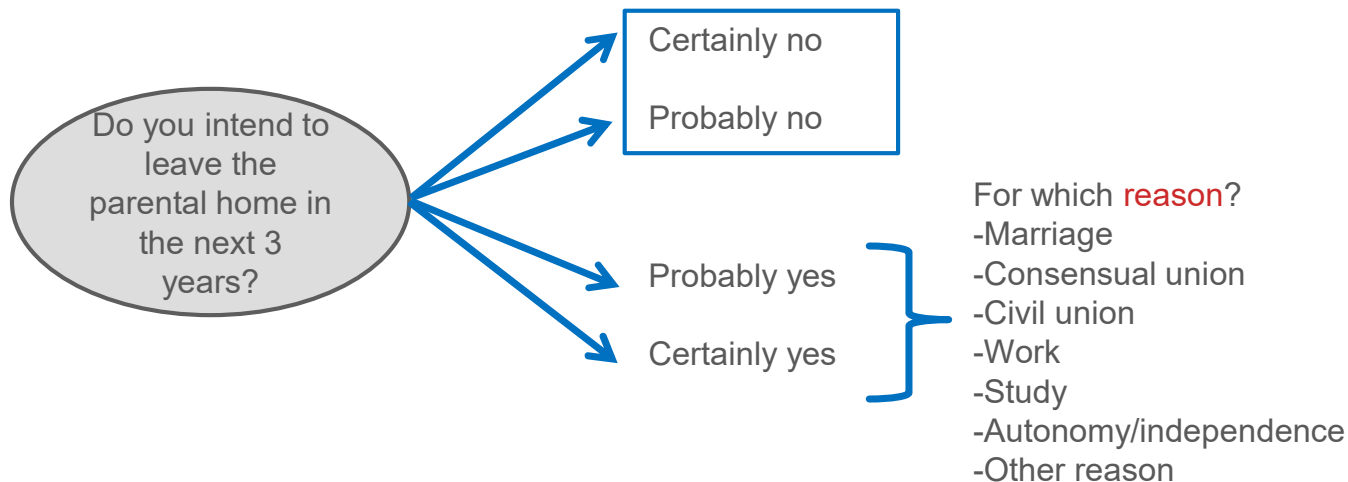 Do you intend to
leave the
parental home in
the next 3
years?
Certainly no
Probably no
Probably yes
Certainly yes
For which reason?
-Marriage
-Consensual union
-Civil union
-Work
-Study
-Autonomy/independence
-Other reason